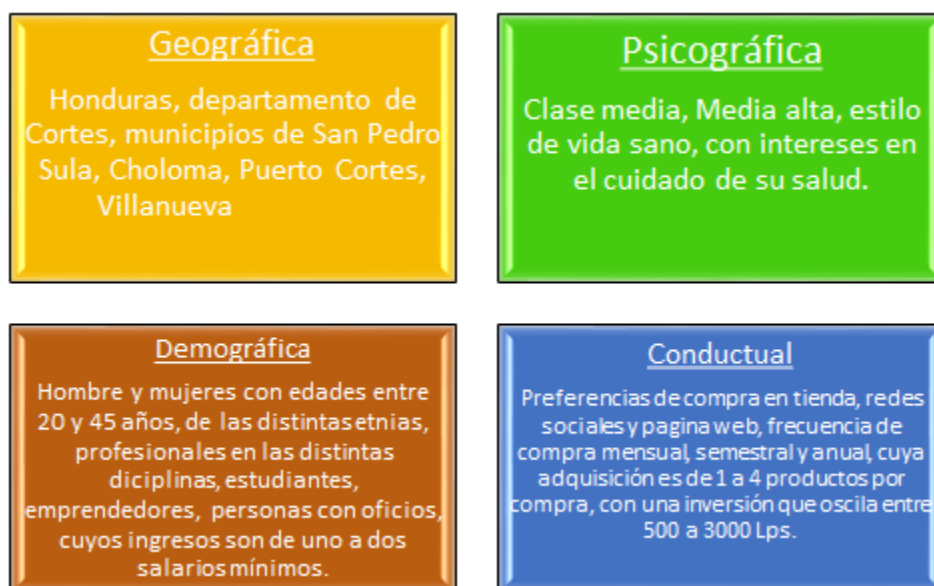 Geográfica
Honduras, departamento de
Cortes, municipios de San Pedro
Sula, Choloma, Puerto Cortes,
Villanueva
Psicográfica
Clase media, Media alta, estilo
de vida sano, con intereses en
el cuidado de su salud.
Demográfica
Hombre y mujeres con edades entre
20 y 45 años, de las distintas etnias,
profesionales en las distintas
diciplinas, estudiantes,
emprendedores, personas con oficios,
cuyos ingresos son de uno a dos
salarios mínimos.
Conductual
Preferencias de compra en tienda, redes
sociales y pagina web, frecuencia de
compra mensual, semestral y anual, cuya
adquisición es de 1 a 4 productos por
compra, con una inversión que oscila entre
500 a 3000 Lps.